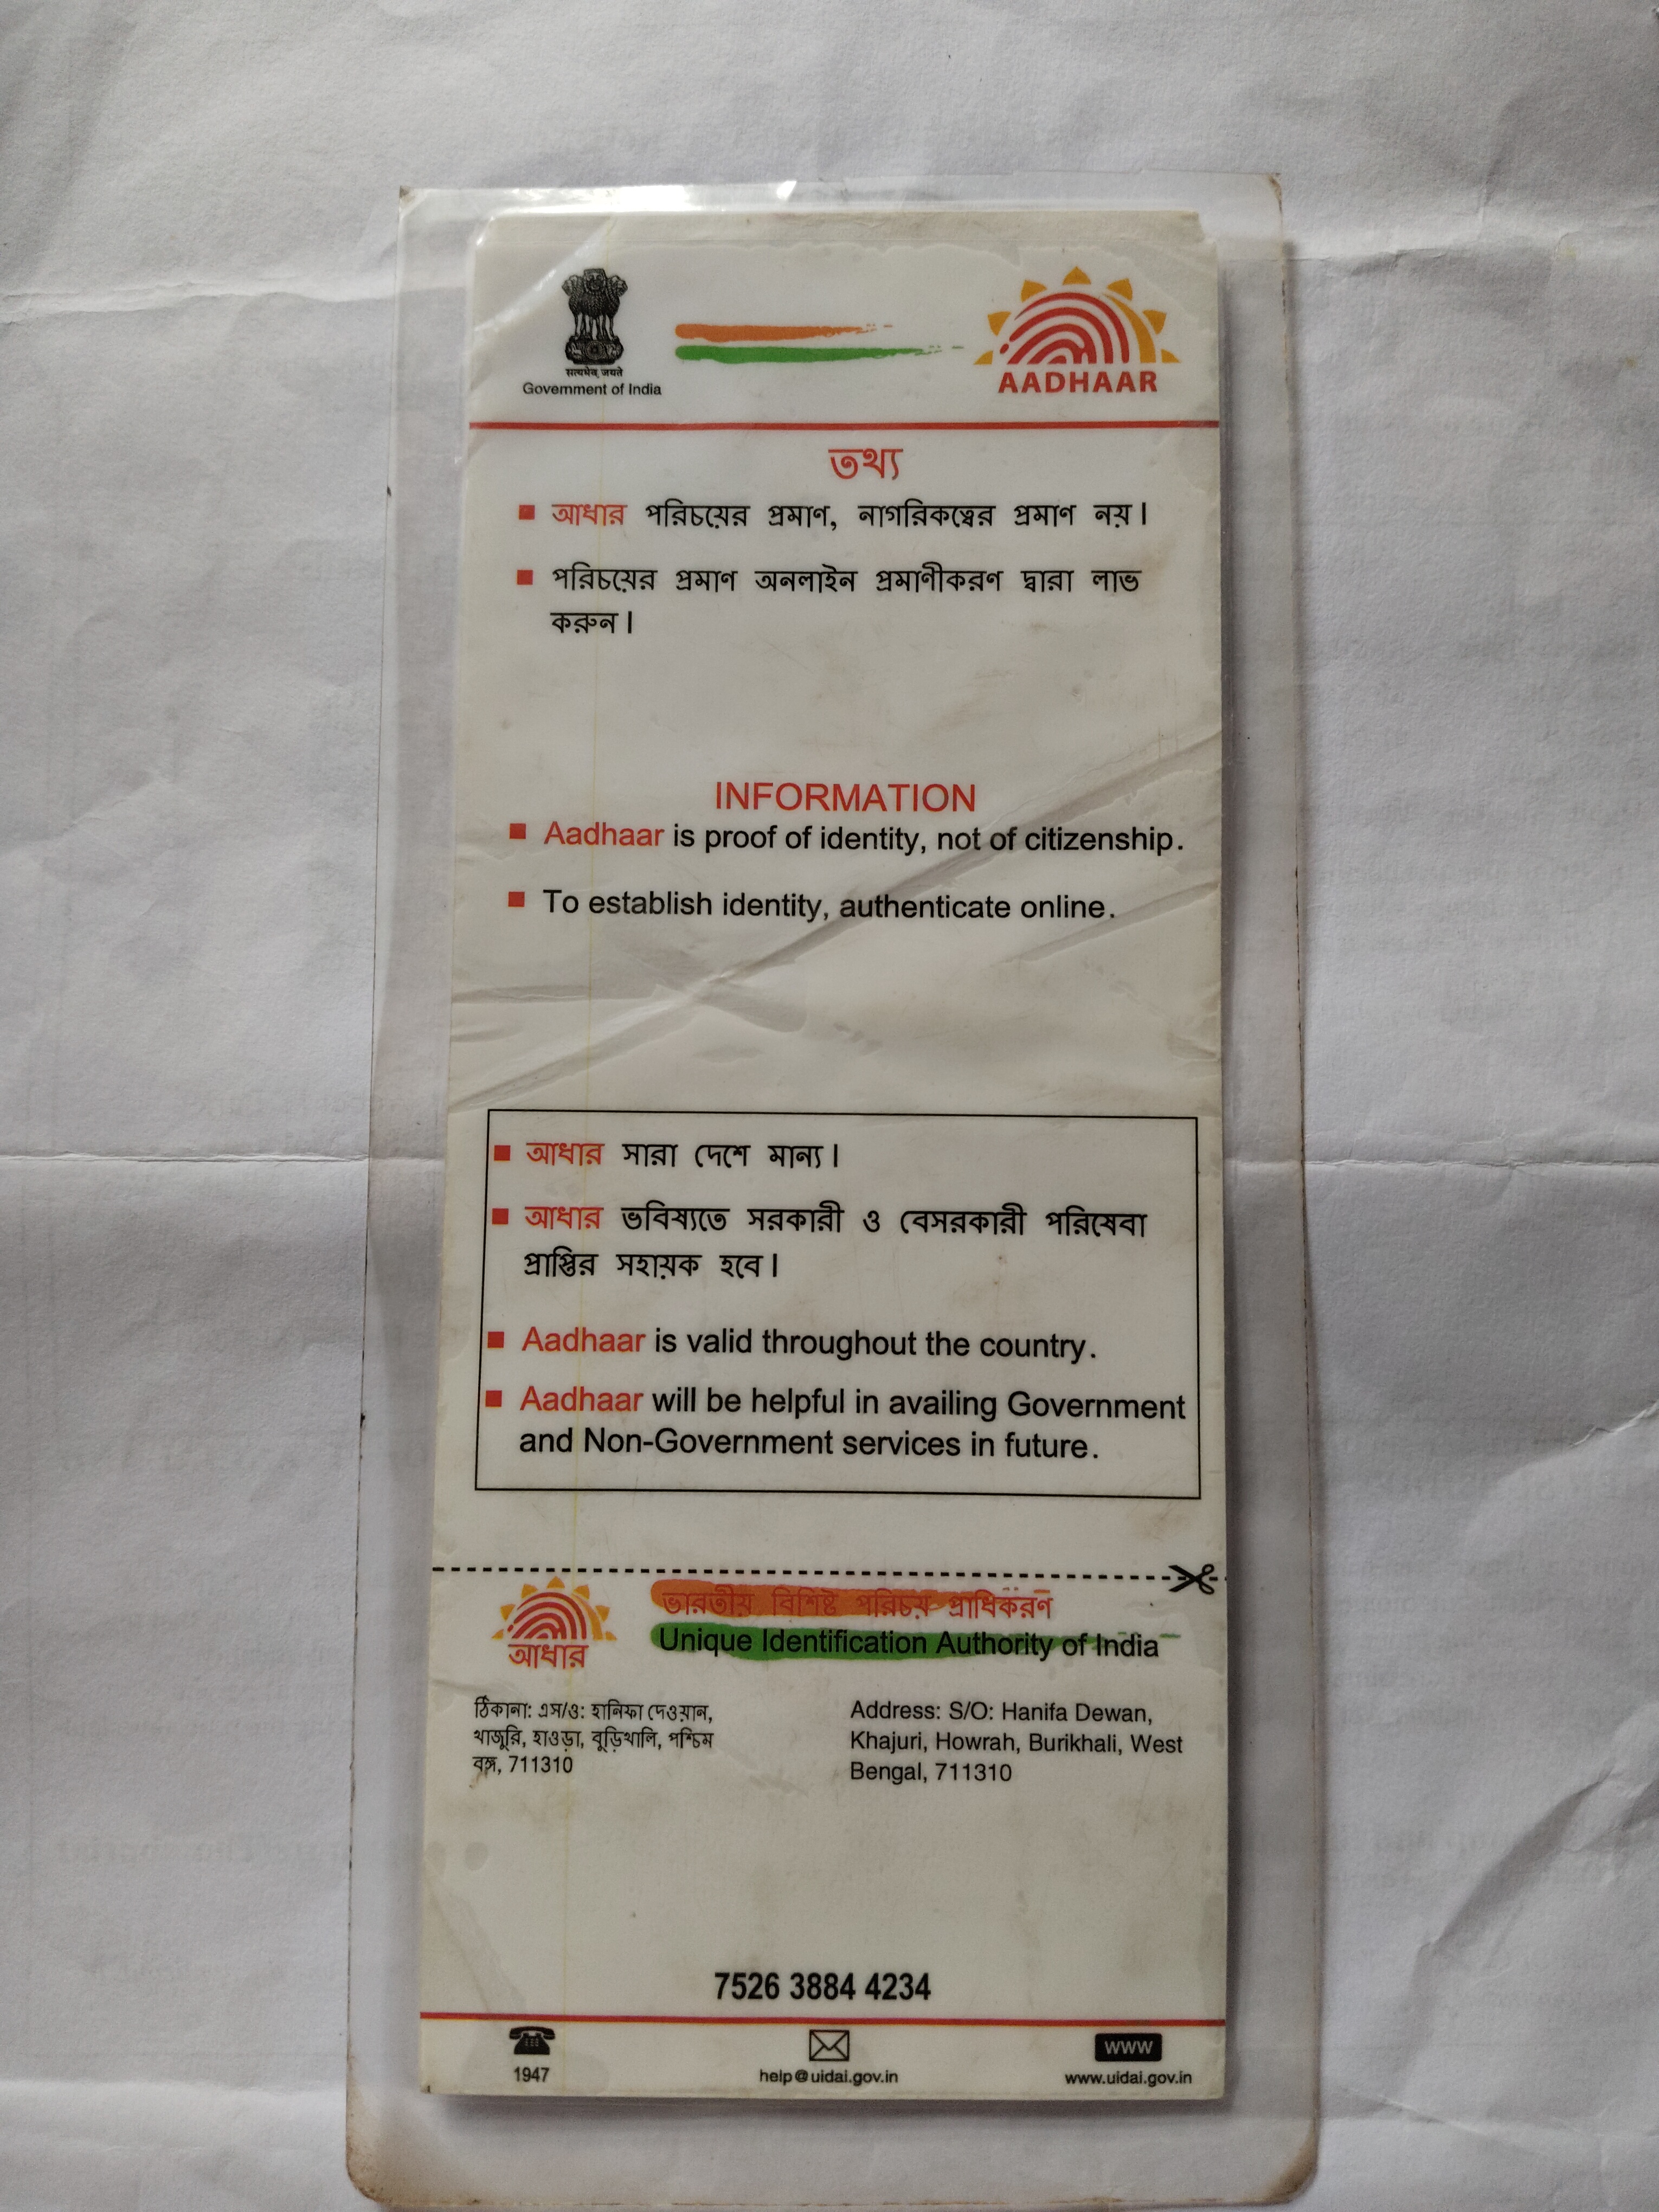 सत्यमेव जयते
Government of India
AADHAAR
তথ্য
আধার পরিচয়ের প্রমাণ, নাগরিকত্বের প্রমাণ নয়।
পরিচয়ের প্রমাণ অনলাইন প্রমাণীকরণ দ্বারা লাভ
করুন।
INFORMATION
Aadhaar is proof of identity, not of citizenship.
To establish identity, authenticate online.
আধার সারা দেশে মান্য।
আধার ভবিষ্যতে সরকারী ও বেসরকারী পরিষেবা
প্রাপ্তির সহায়ক হবে।
Aadhaar is valid throughout the country.
Aadhaar will be helpful in availing Government
and Non-Government services in future.
ভারতীয় বিশিষ্ট পরিচয় প্রাধিকরণ
Unique Identification Authority of India
আধার
ঠিকানা: এস/ও: হানিফা দেওয়ান,
খাজুরি, হাওড়া, বুড়িখালি, পশ্চিম
বঙ্গ, 711310
Address: S/O: Hanifa Dewan,
Khajuri, Howrah, Burikhali, West
Bengal, 711310
7526 3884 4234
1947
help@uidai.gov.in
www
www.uidai.gov.in